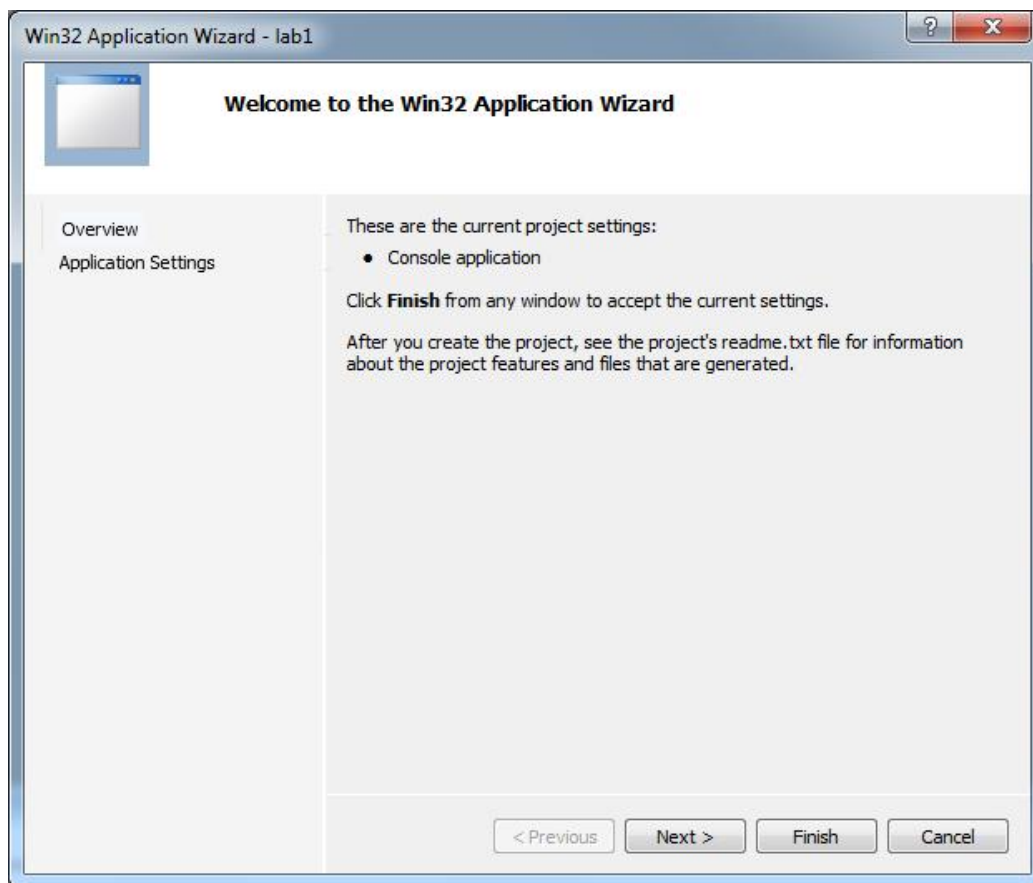 Win32 Application Wizard - lab1
Welcome to the Win32 Application Wizard
Overview
Application Settings
These are the current project settings:
• Console application
Click Finish from any window to accept the current settings.
After you create the project, see the project's readme.txt file for information
about the project features and files that are generated.
< Previous
Next >
Finish
Cancel